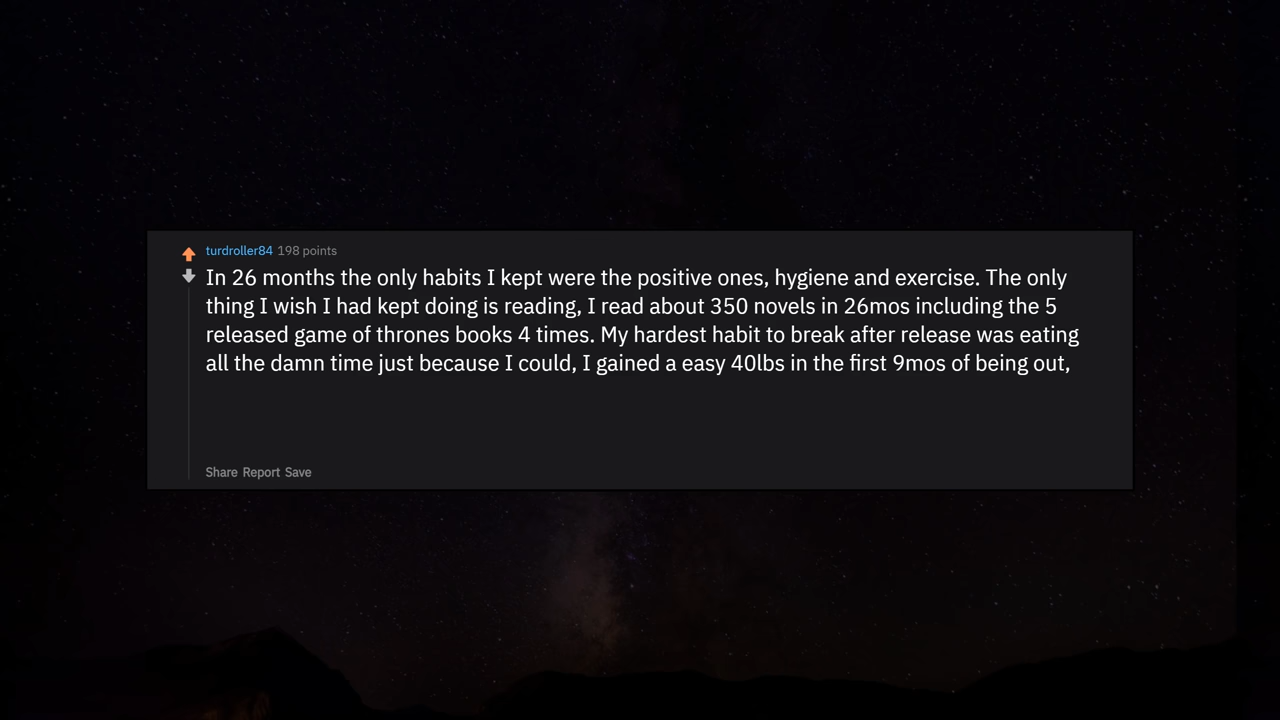 turdroller84 198 points
In 26 months the only habits I kept were the positive ones, hygiene and exercise. The only
thing I wish I had kept doing is reading, I read about 350 novels in 26mos including the 5
released game of thrones books 4 times. My hardest habit to break after release was eating
all the damn time just because I could, I gained a easy 40lbs in the first 9mos of being out,
Share Report Save